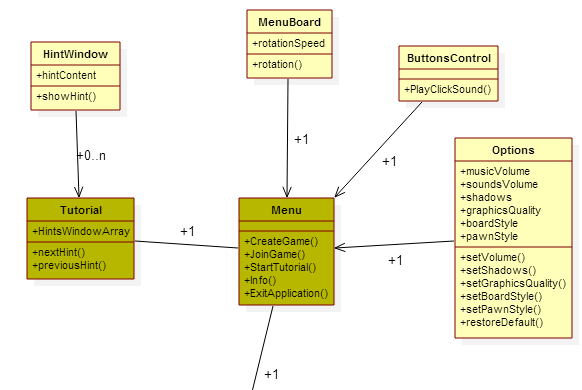 MenuBoard
+rotationSpeed
+rotation()
HintWindow
+hintContent
+showHint()
ButtonsControl
+PlayClickSound()
+1
+0..n
+1
Options
+musicVolume
+soundsVolume
+shadows
+graphicsQuality
+boardStyle
+pawnStyle
+setVolume()
+setShadows()
+setGraphicsQuality()
+setBoardStyle()
+setPawnStyle()
+restoreDefault()
Tutorial
+HintsWindowArray
+nextHint()
+previousHint()
+1
Menu
+CreateGame()
+JoinGame()
+StartTutorial()
+Info()
+ExitApplication()
+1
+1